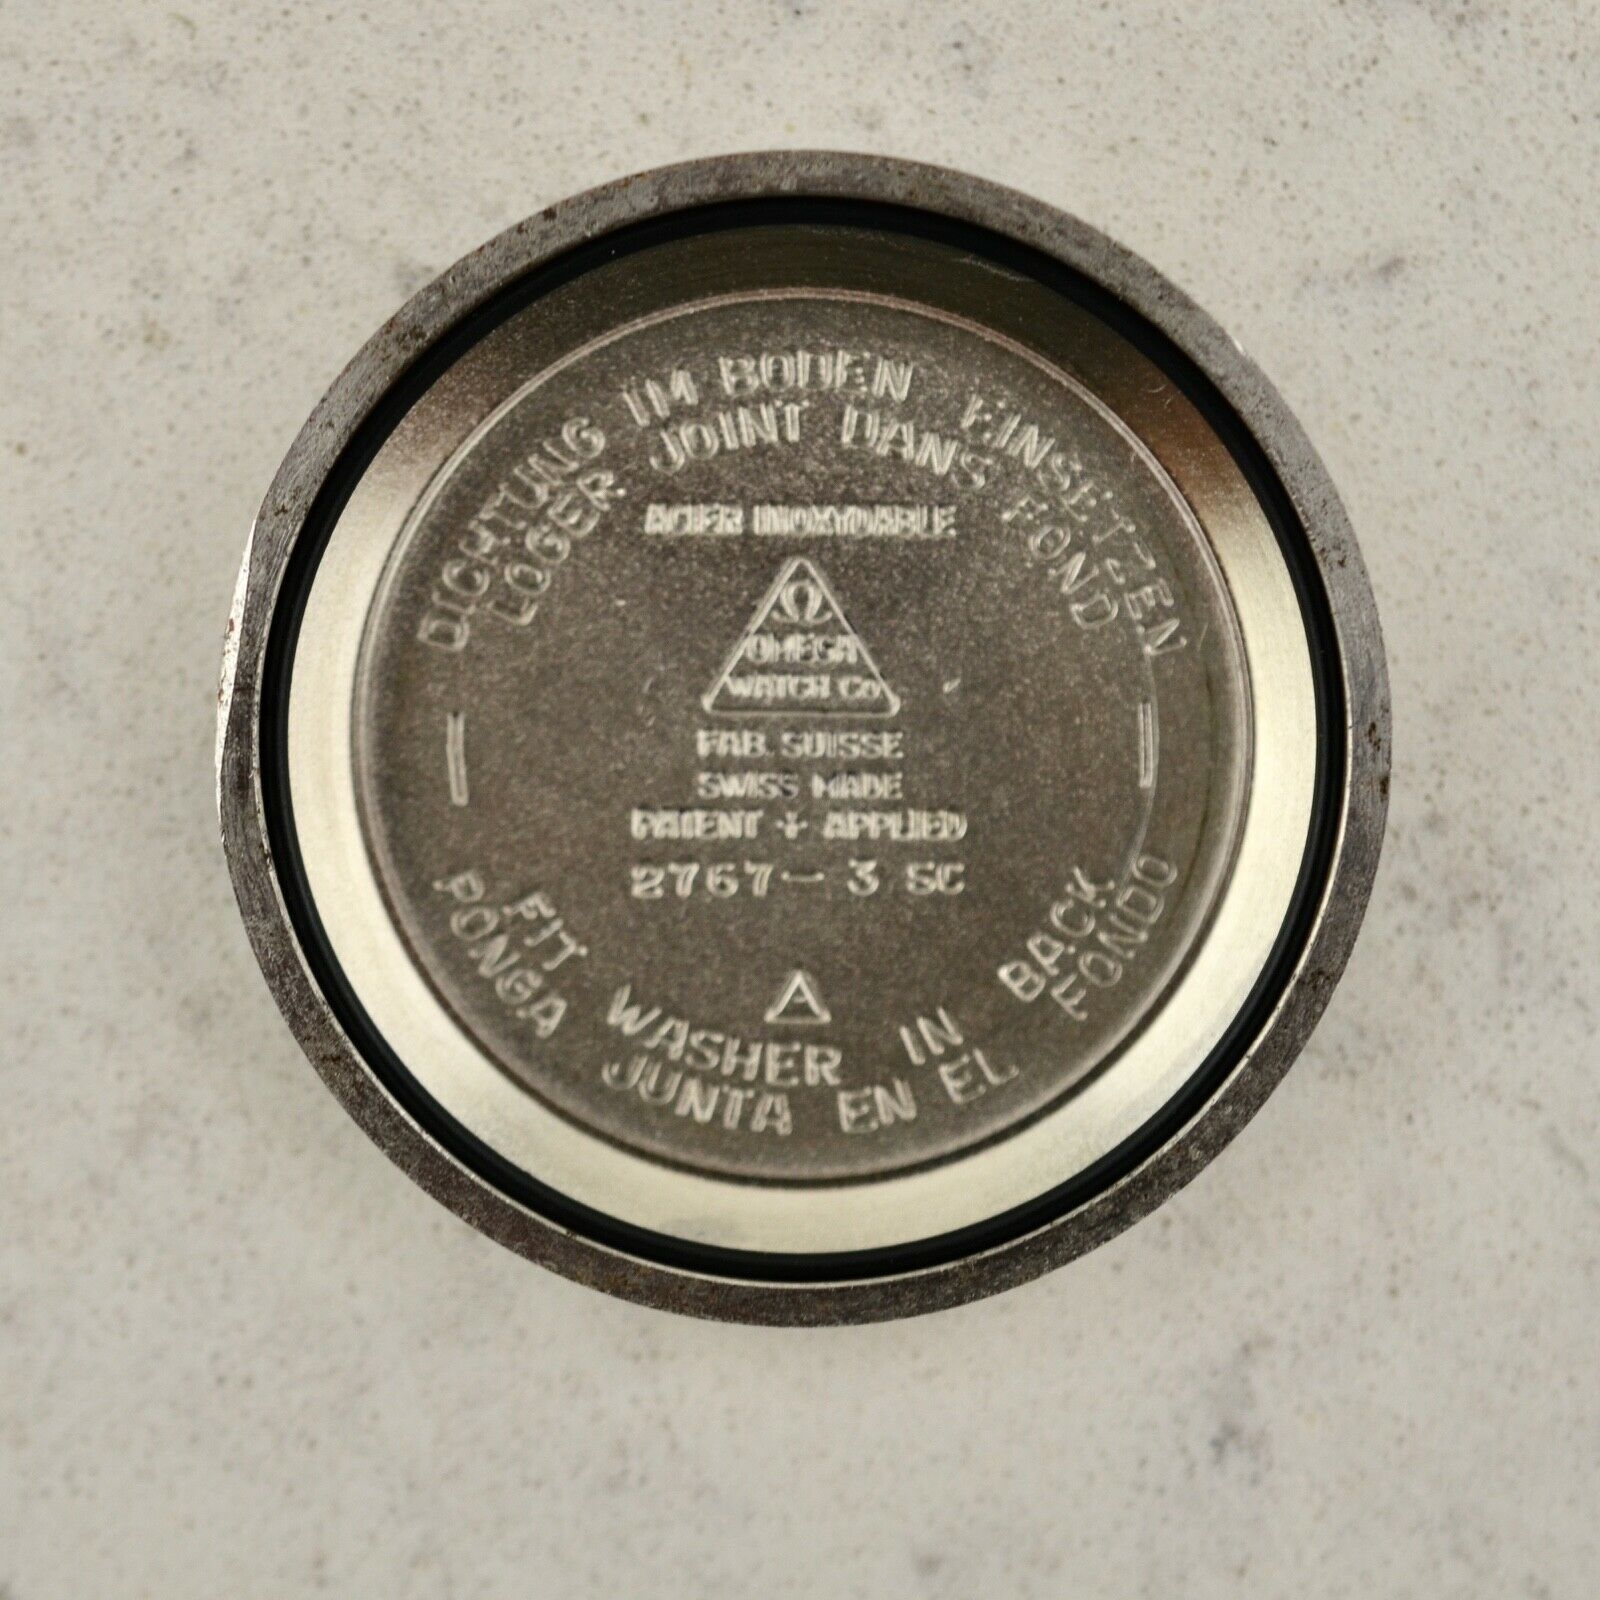 DICHTUNG IM BODEN EINSETZEN
LOGER JOINT DANS FOND
ACIER INOXYDABLE
Ω
OMEGA
WATCH Co
FAB. SUISSE
SWISS MADE
PATENT + APPLIED
2767-3 SC
FIT WASHER IN BACK
PONGA JUNTA EN EL FONDO